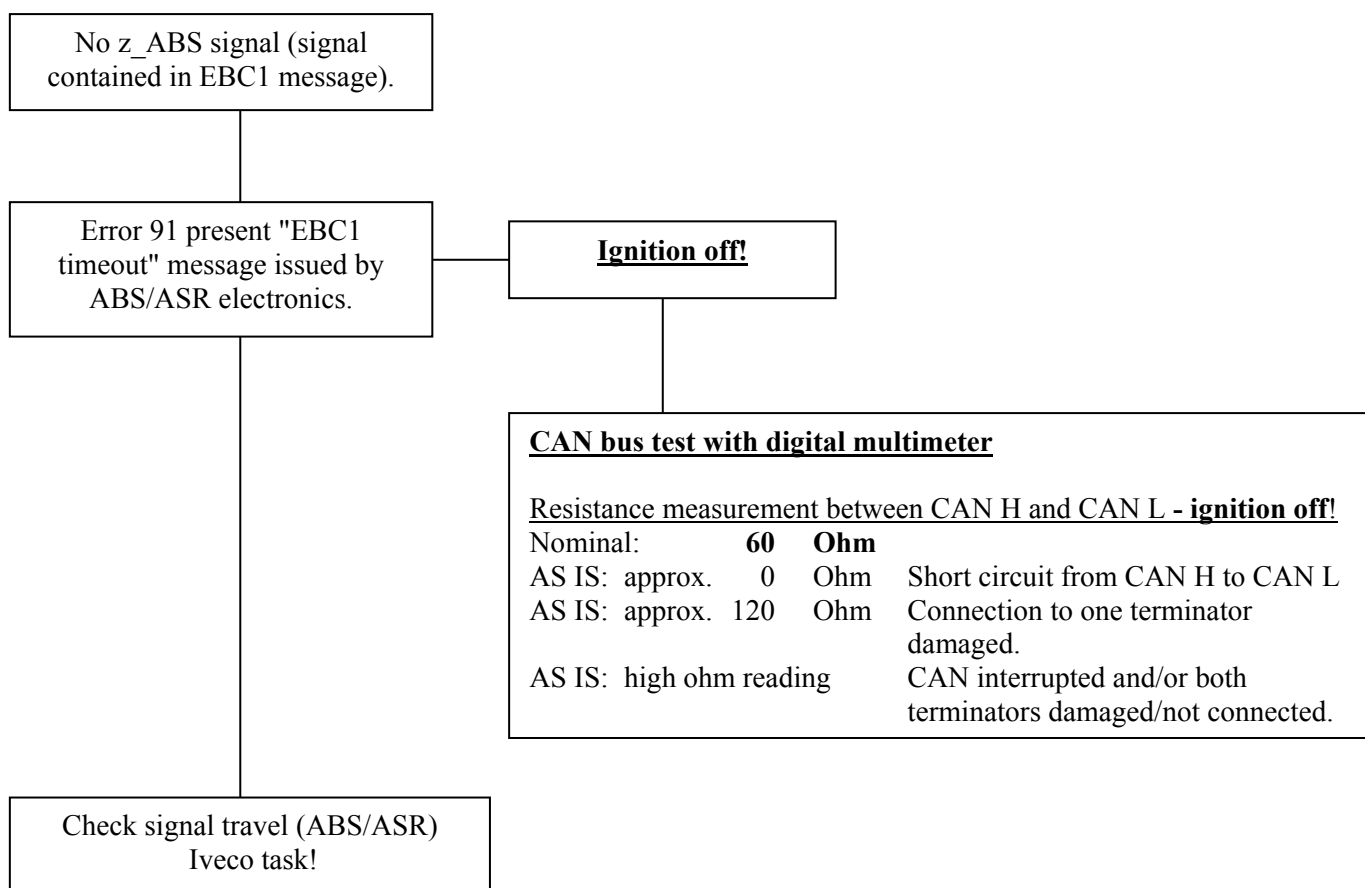 No z_ABS signal (signal
contained in EBC1 message).
Error 91 present "EBC1
timeout" message issued by
ABS/ASR electronics.
Ignition off!
CAN bus test with digital multimeter
Resistance measurement between CAN H and CAN L - ignition off!
Nominal: 60 Ohm
AS IS: approx. 0 Ohm Short circuit from CAN H to CAN L
AS IS: approx. 120 Ohm Connection to one terminator
damaged.
AS IS: high ohm reading CAN interrupted and/or both
terminators damaged/not connected.
Check signal travel (ABS/ASR)
Iveco task!